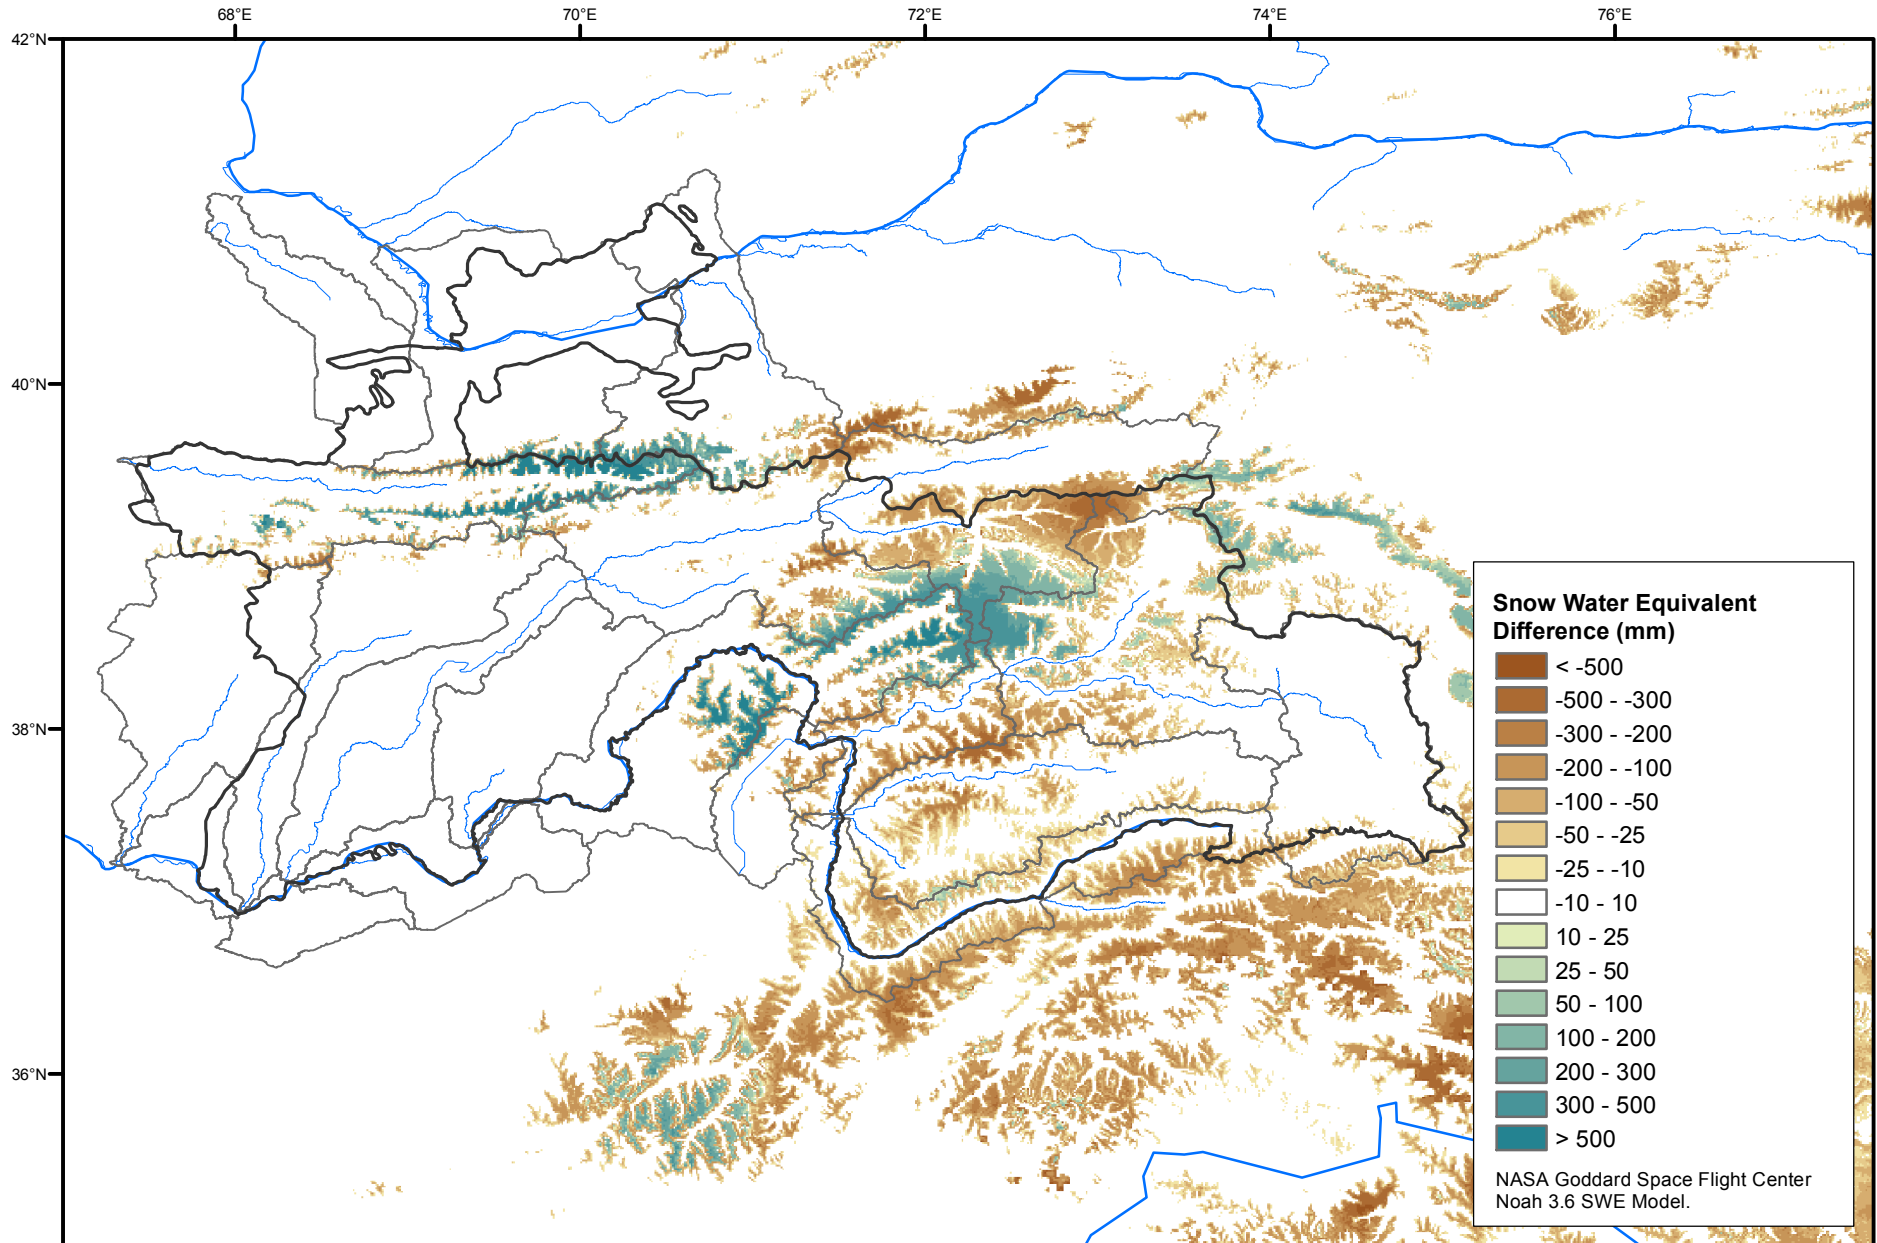 68°E
70°E
72°E
74°E
76°E
42°N
40°N
38°N
36°N
Snow Water Equivalent
Difference (mm)
< -500
-500 - -300
-300 - -200
-200 - -100
-100 - -50
-50 - -25
-25 - -10
-10 - 10
10 - 25
25 - 50
50 - 100
100 - 200
200 - 300
300 - 500
> 500
NASA Goddard Space Flight Center
Noah 3.6 SWE Model.